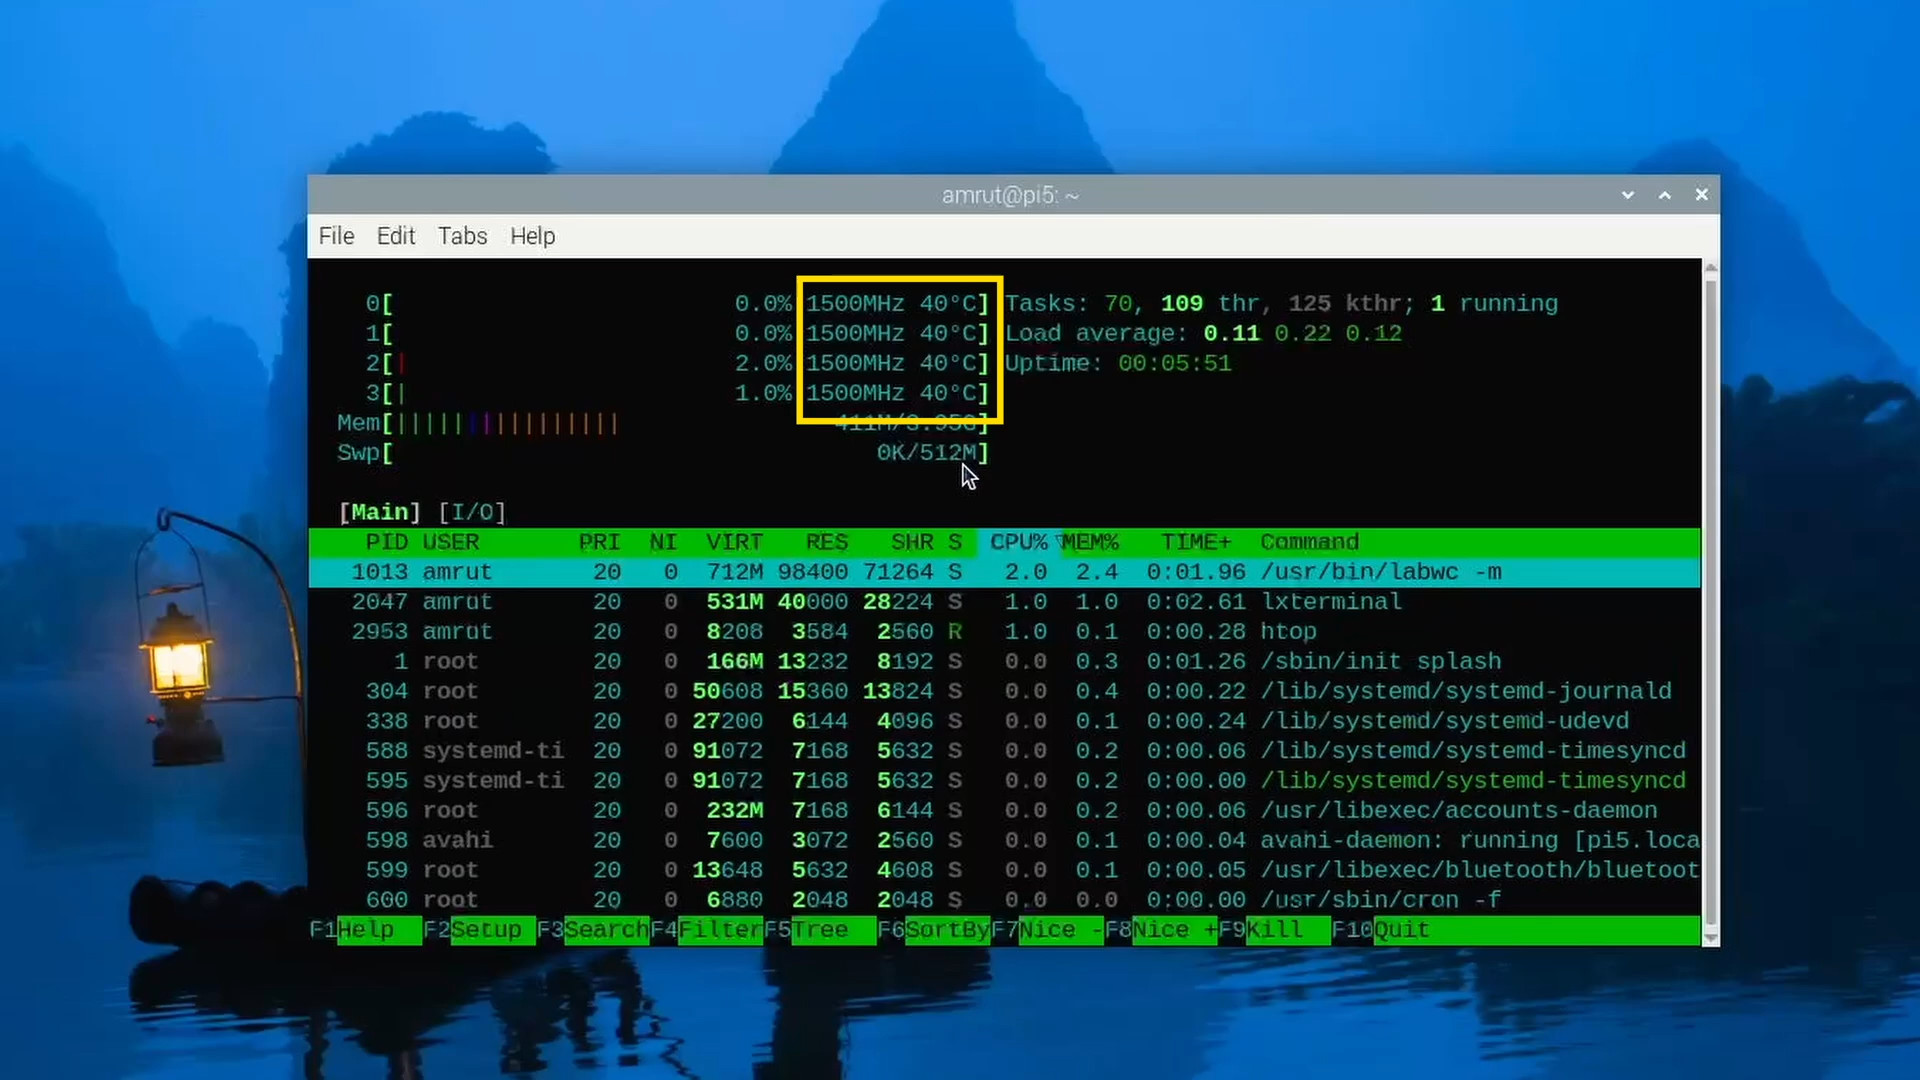 amrut@pi5: ~
File Edit Tabs Help
0[ 0.0% 1500MHz 40°C] Tasks: 70, 109 thr, 125 kthr; 1 running
1[ 0.0% 1500MHz 40°C] Load average: 0.11 0.22 0.12
2[| 2.0% 1500MHz 40°C] Uptime: 00:05:51
3[| 1.0% 1500MHz 40°C]
Mem[|||||||||||||||| 411M/3.95G]
Swp[ 0K/512M]
[Main] [I/O]
PID USER PRI NI VIRT RES SHR S CPU%▽MEM% TIME+ Command
1013 amrut 20 0 712M 98400 71264 S 2.0 2.4 0:01.96 /usr/bin/labwc -m
2047 amrut 20 0 531M 40000 28224 S 1.0 1.0 0:02.61 lxterminal
2953 amrut 20 0 8208 3584 2560 R 1.0 0.1 0:00.28 htop
1 root 20 0 166M 13232 8192 S 0.0 0.3 0:01.26 /sbin/init splash
304 root 20 0 50608 15360 13824 S 0.0 0.4 0:00.22 /lib/systemd/systemd-journald
338 root 20 0 27200 6144 4096 S 0.0 0.1 0:00.24 /lib/systemd/systemd-udevd
588 systemd-ti 20 0 91072 7168 5632 S 0.0 0.2 0:00.06 /lib/systemd/systemd-timesyncd
595 systemd-ti 20 0 91072 7168 5632 S 0.0 0.2 0:00.00 /lib/systemd/systemd-timesyncd
596 root 20 0 232M 7168 6144 S 0.0 0.2 0:00.06 /usr/libexec/accounts-daemon
598 avahi 20 0 7600 3072 2560 S 0.0 0.1 0:00.04 avahi-daemon: running [pi5.loca
599 root 20 0 13648 5632 4608 S 0.0 0.1 0:00.05 /usr/libexec/bluetooth/bluetoot
600 root 20 0 6880 2048 2048 S 0.0 0.0 0:00.00 /usr/sbin/cron -f
F1Help F2Setup F3SearchF4FilterF5Tree F6SortByF7Nice -F8Nice +F9Kill F10Quit